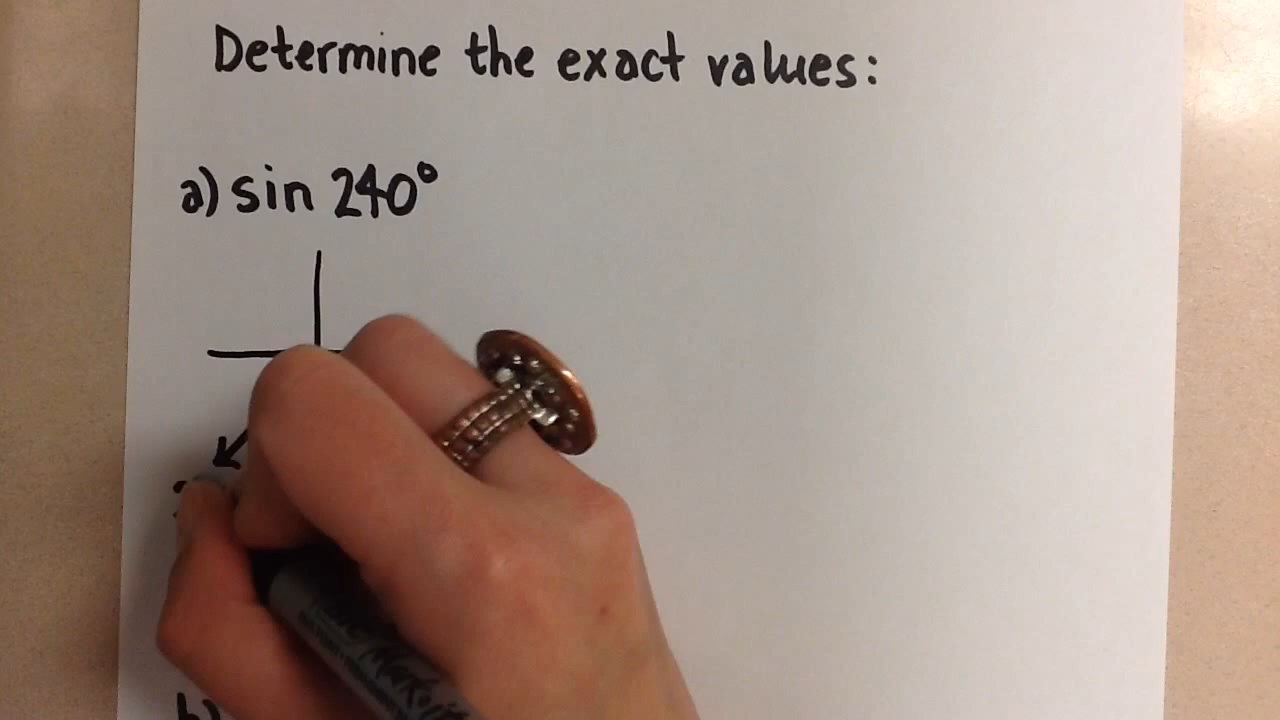 Determine the exact values:
a) sin 240°
b)